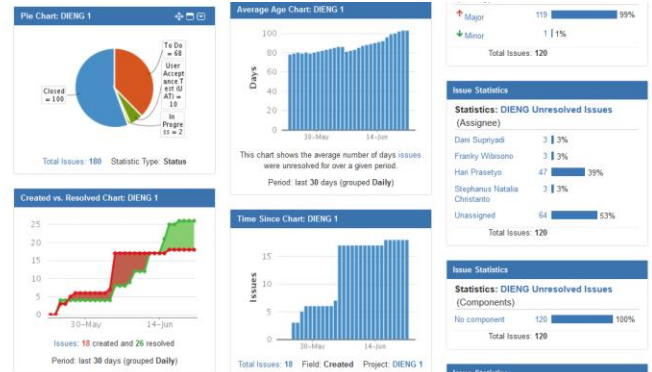 Pie Chart: DIENG 1
To Do
= 68
User
Accept
ance T
est (U
AT) =
10
In
Progre
ss = 2
Closed
= 100
Total Issues: 180 Statistic Type: Status
Created vs. Resolved Chart: DIENG 1
25
20
15
10
5
0
30-May 14-Jun
Issues: 18 created and 26 resolved
Period: last 30 days (grouped Daily)
Average Age Chart: DIENG 1
100
80
60
40
20
0
Days
30-May 14-Jun
This chart shows the average number of days issues
were unresolved for over a given period.
Period: last 30 days (grouped Daily)
Time Since Chart: DIENG 1
15
10
5
0
Issues
30-May 14-Jun
Total Issues: 18 Field: Created Project: DIENG 1
Major 119 99%
Minor 1 1%
Total Issues: 120
Issue Statistics
Statistics: DIENG Unresolved Issues
(Assignee)
Dani Supriyadi 3 3%
Franky Wibisono 3 3%
Hari Prasetyo 47 39%
Stephanus Natalia 3 3%
Christanto
Unassigned 64 53%
Total Issues: 120
Issue Statistics
Statistics: DIENG Unresolved Issues
(Components)
No component 120 100%
Total Issues: 120
Issue Statistics